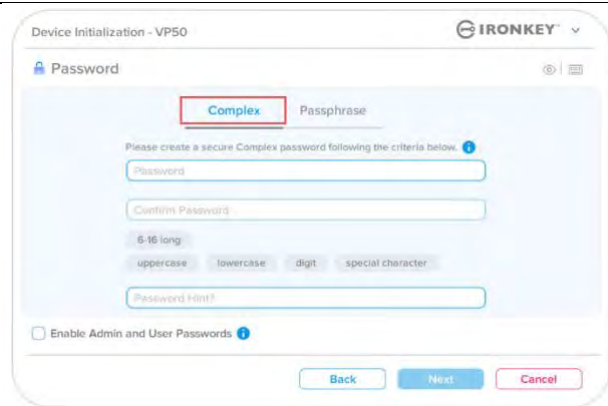 Device Initialization - VP50
IRONKEY
Password
Complex Passphrase
Please create a secure Complex password following the criteria below.
Password
Confirm Password
6-16 long
uppercase lowercase digit special character
Password Hint?
Enable Admin and User Passwords
Back Next Cancel